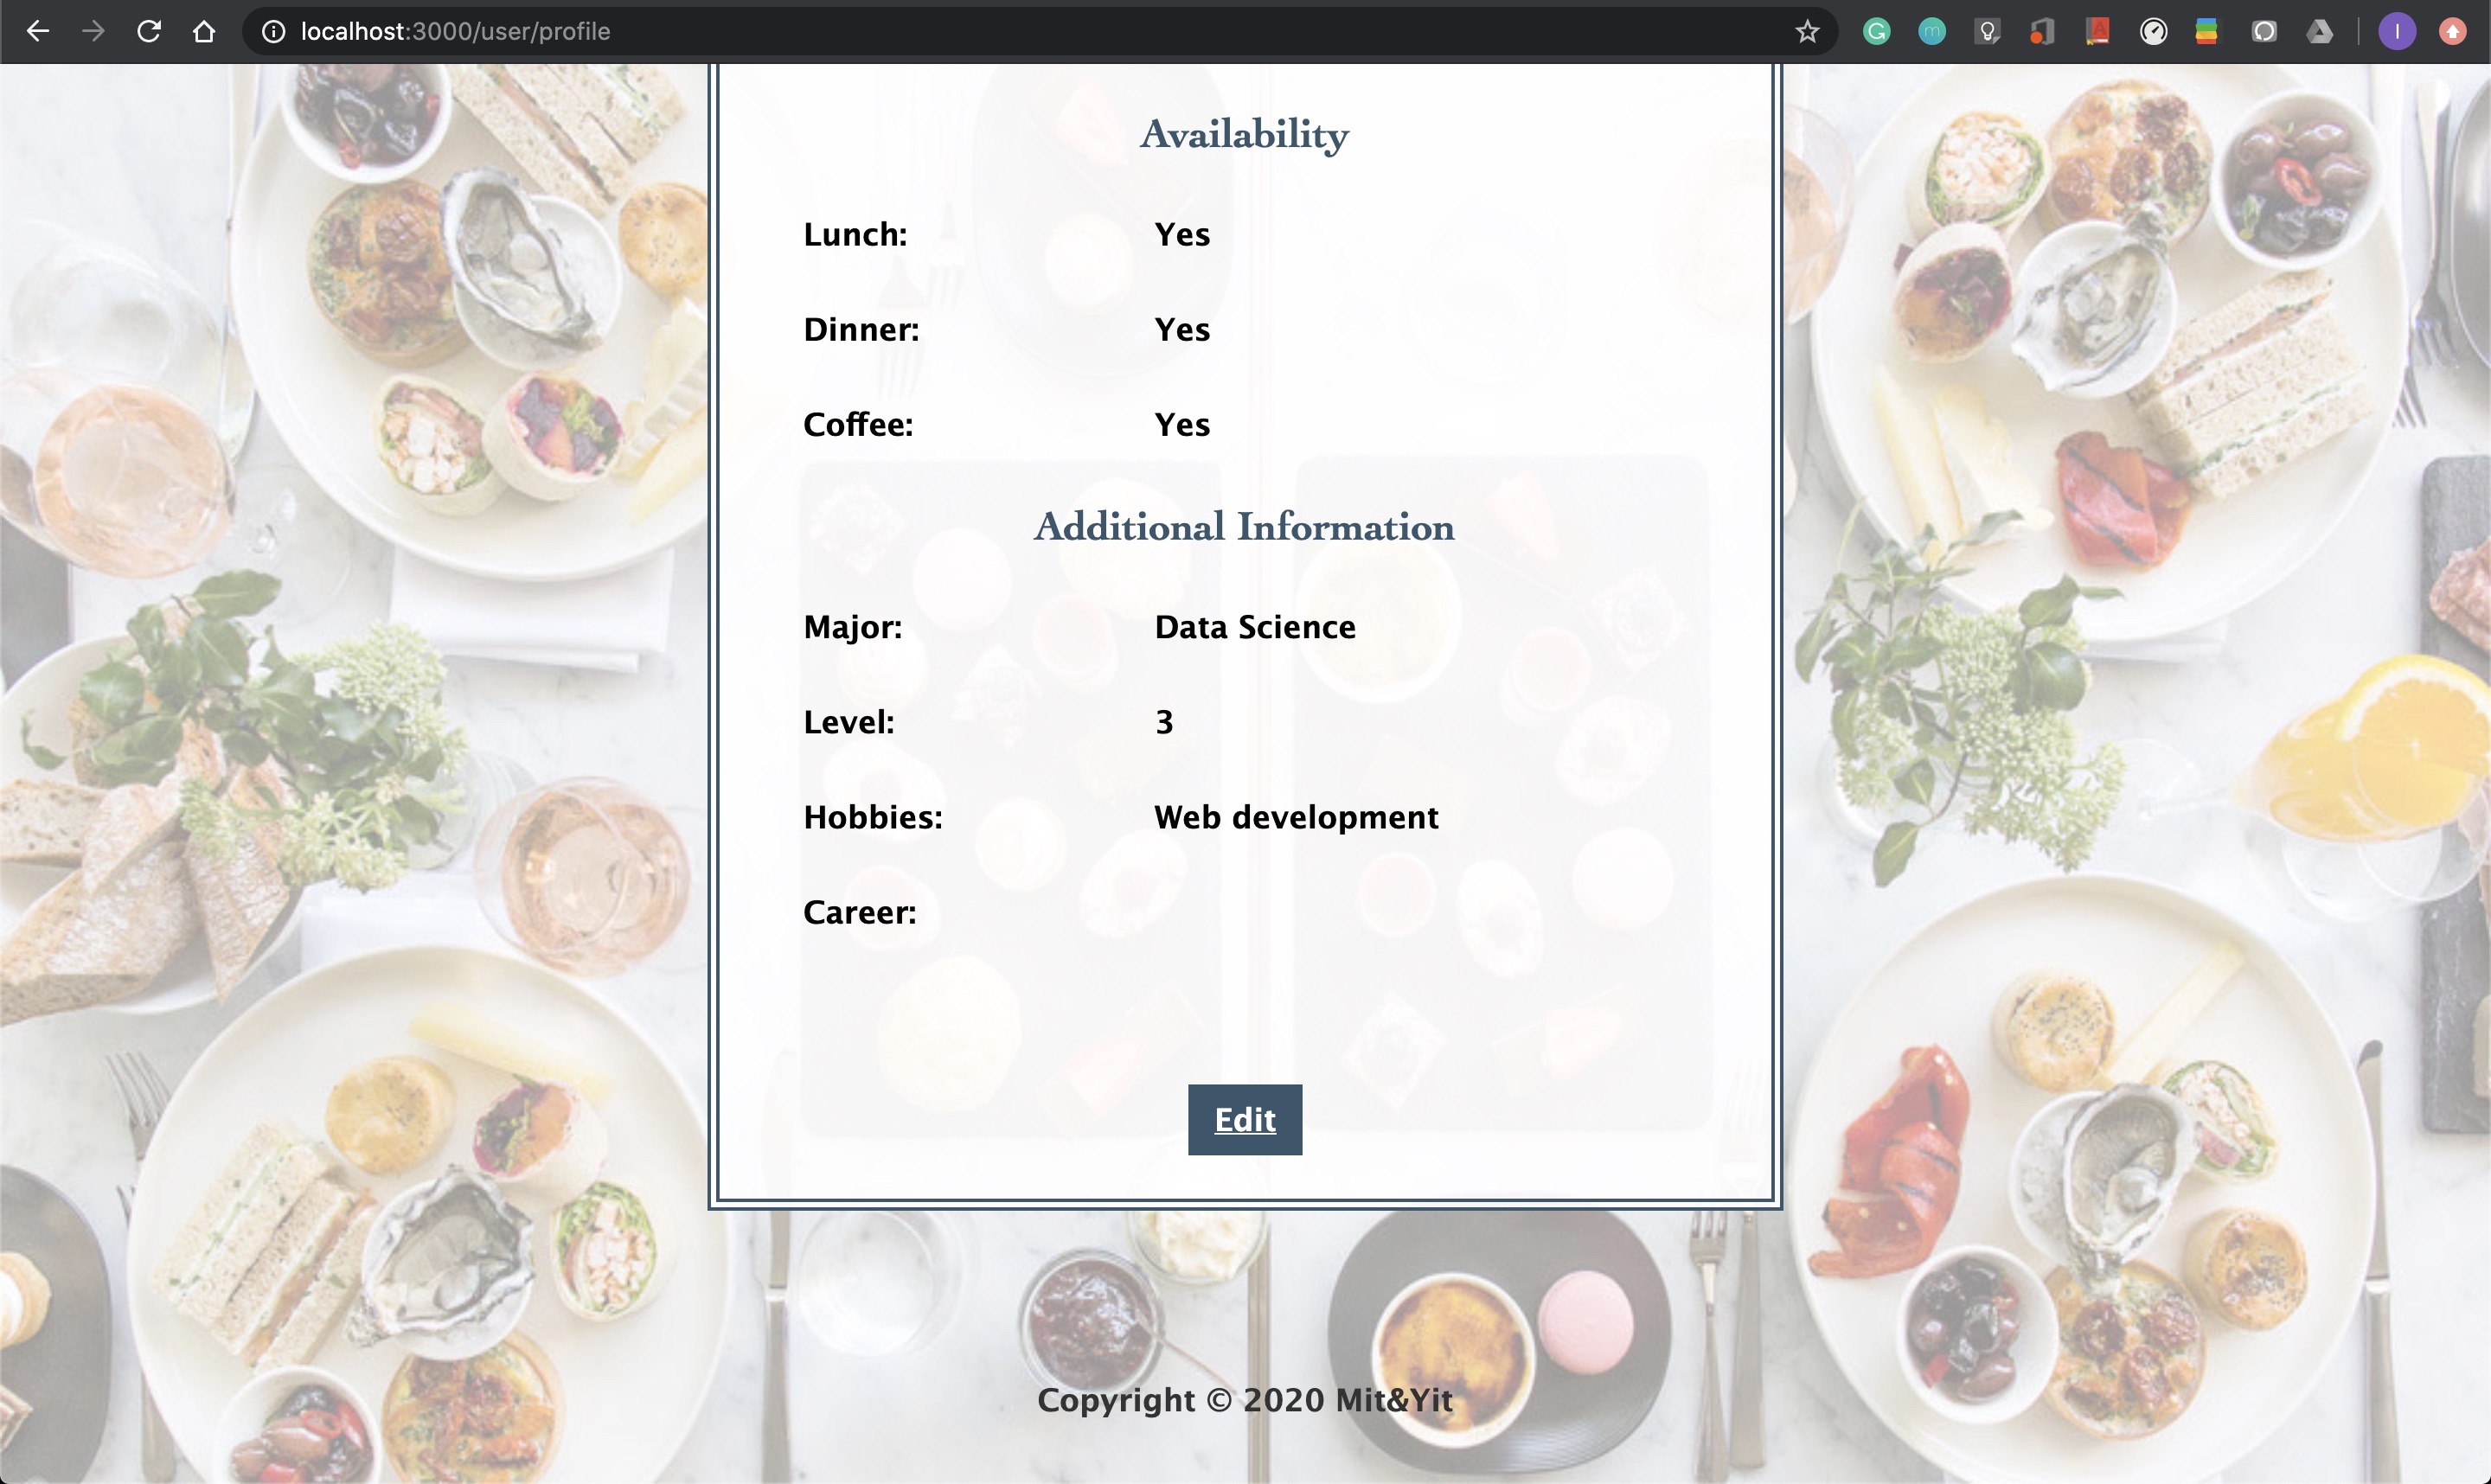 localhost:3000/user/profile
Availability
Lunch: Yes
Dinner: Yes
Coffee: Yes
Additional Information
Major: Data Science
Level: 3
Hobbies: Web development
Career:
Edit
Copyright © 2020 Mit&Yit